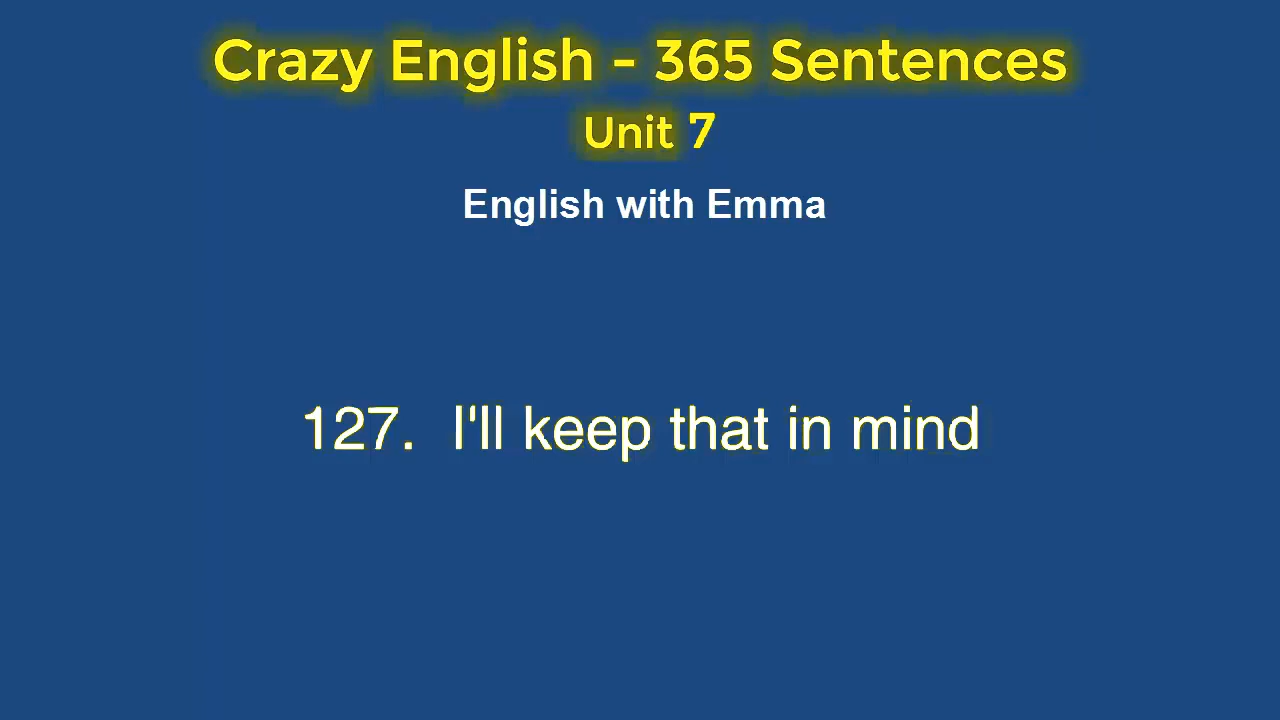 Crazy English - 365 Sentences
Unit 7
English with Emma
127. I'll keep that in mind